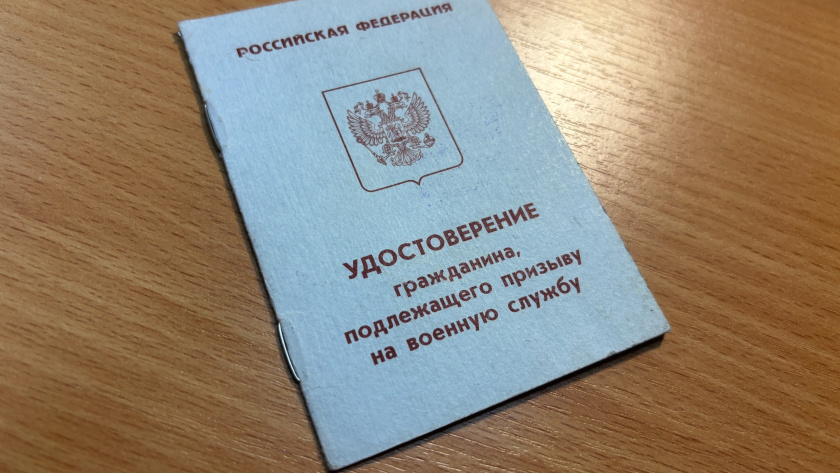 РОССИЙСКАЯ ФЕДЕРАЦИЯ
УДОСТОВЕРЕНИЕ
гражданина,
подлежащего призыву
на военную службу